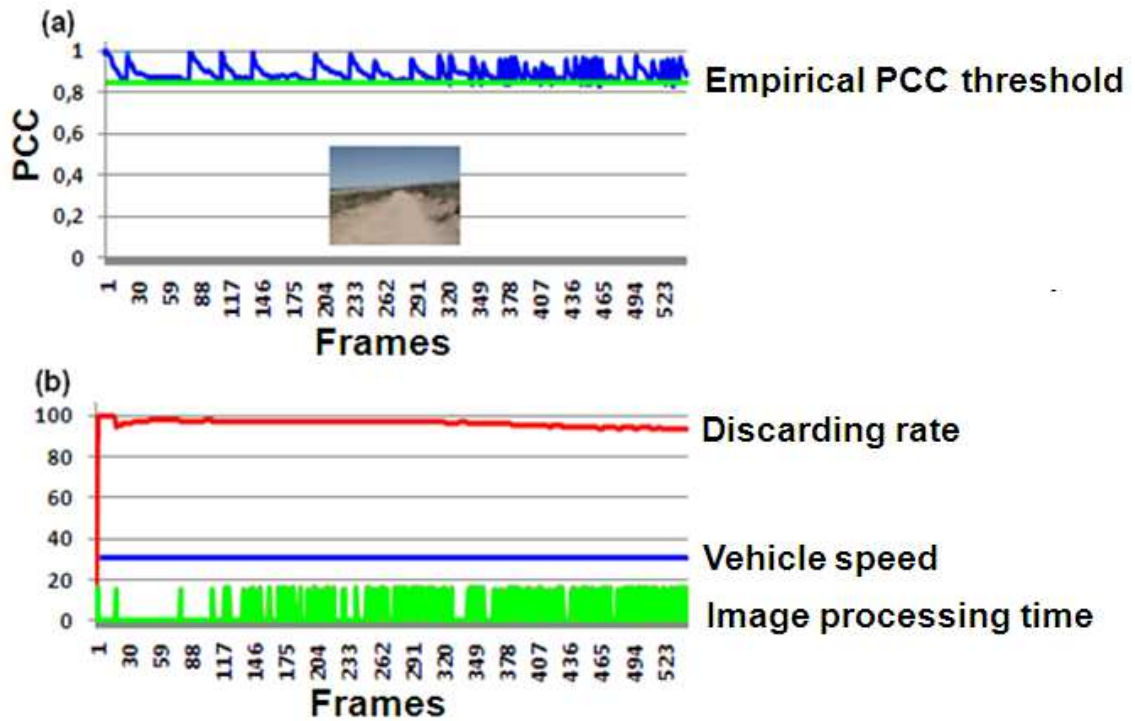 (a)
1
0,8
0,6
0,4
0,2
0
PCC
Empirical PCC threshold
1 30 59 88 117 146 175 204 233 262 291 320 349 378 407 436 465 494 523
Frames
(b)
100
80
60
40
20
0
Discarding rate
Vehicle speed
Image processing time
1 30 59 88 117 146 175 204 233 262 291 320 349 378 407 436 465 494 523
Frames